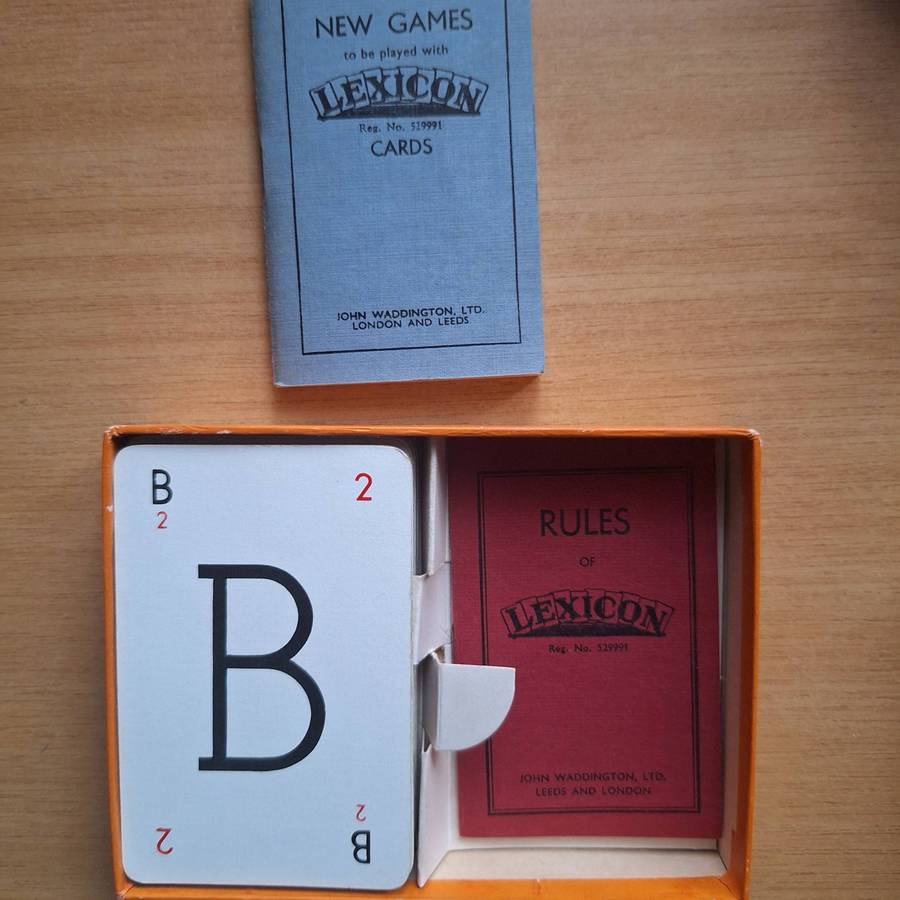 NEW GAMES
to be played with
LEXICON
Reg. No. 529991
CARDS
JOHN WADDINGTON, LTD.
LONDON AND LEEDS
B 2
2
B
2
2 B
RULES
OF
LEXICON
Reg. No. 529991
JOHN WADDINGTON, LTD.
LEEDS AND LONDON